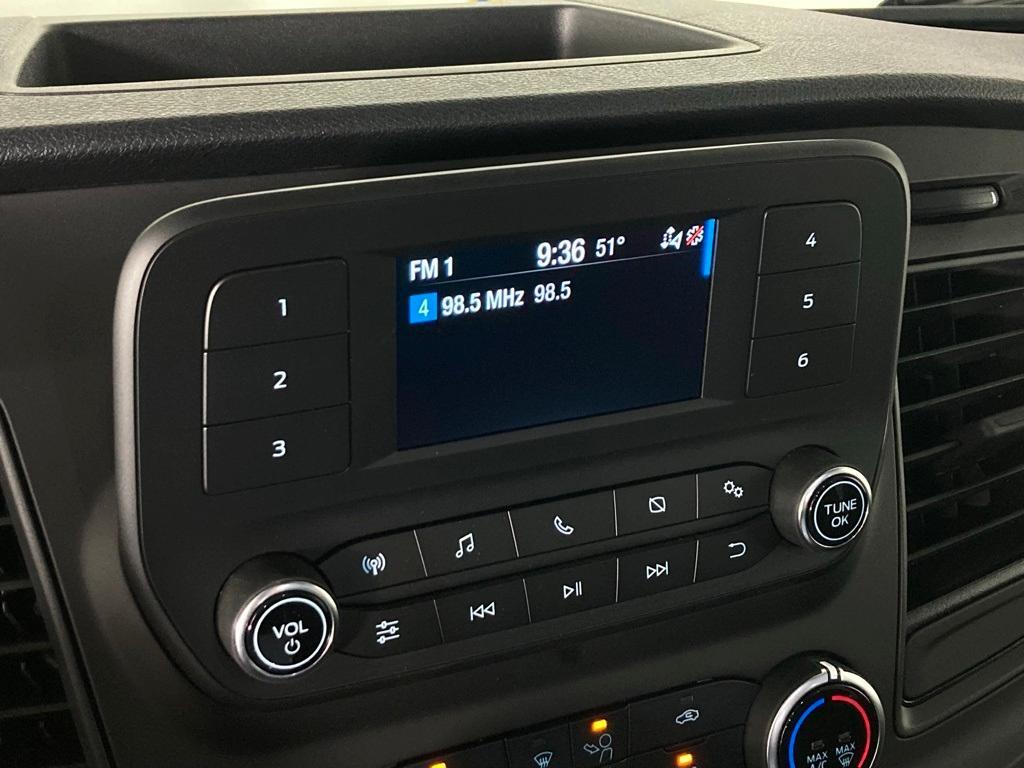 FM 1 9:36 51°
4 98.5 MHz 98.5
1
2
3
4
5
6
VOL
TUNE
OK
MAX
A/C
MAX